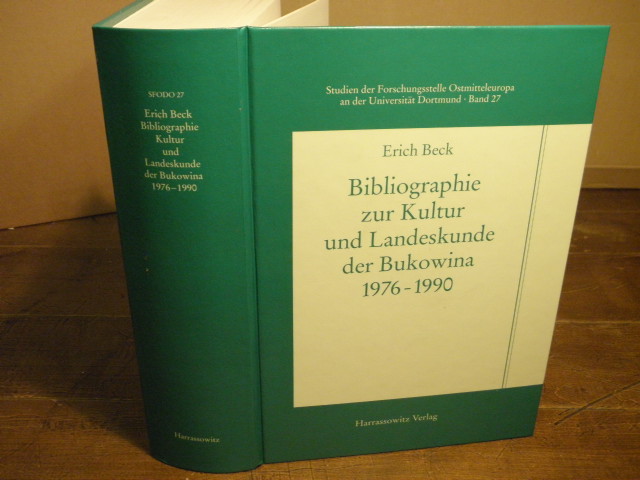 SFODO 27
Erich Beck
Bibliographie
Kultur
und
Landeskunde
der Bukowina
1976–1990
Harrassowitz
Studien der Forschungsstelle Ostmitteleuropa
an der Universität Dortmund · Band 27
Erich Beck
Bibliographie
zur Kultur
und Landeskunde
der Bukowina
1976–1990
Harrassowitz Verlag